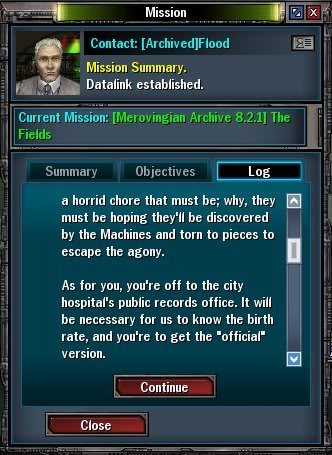 Mission
Contact: [Archived]Flood
Mission Summary.
Datalink established.
Current Mission: [Merovingian Archive 8.2.1] The
Fields
Summary
Objectives
Log
a horrid chore that must be; why, they
must be hoping they'll be discovered
by the Machines and torn to pieces to
escape the agony.
As for you, you're off to the city
hospital's public records office. It will
be necessary for us to know the birth
rate, and you're to get the "official"
version.
Continue
Close